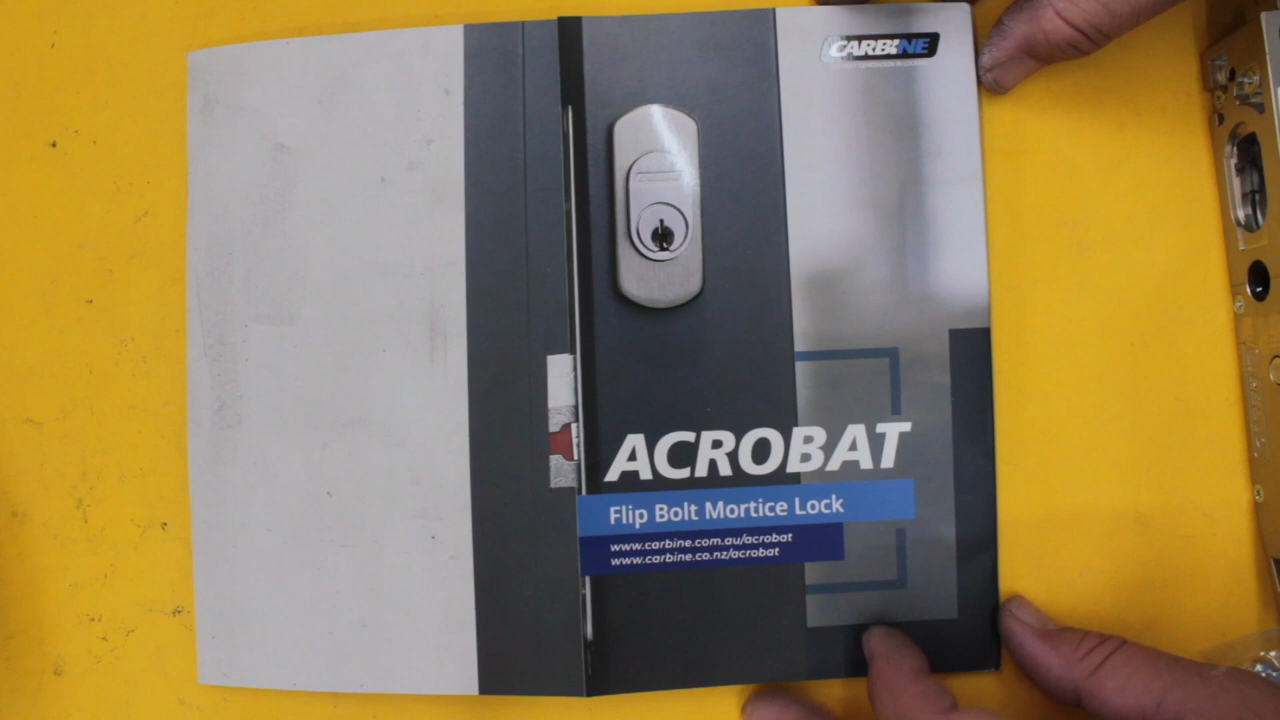 CARBINE
ACROBAT
Flip Bolt Mortice Lock
www.carbine.com.au/acrobat
www.carbine.co.nz/acrobat